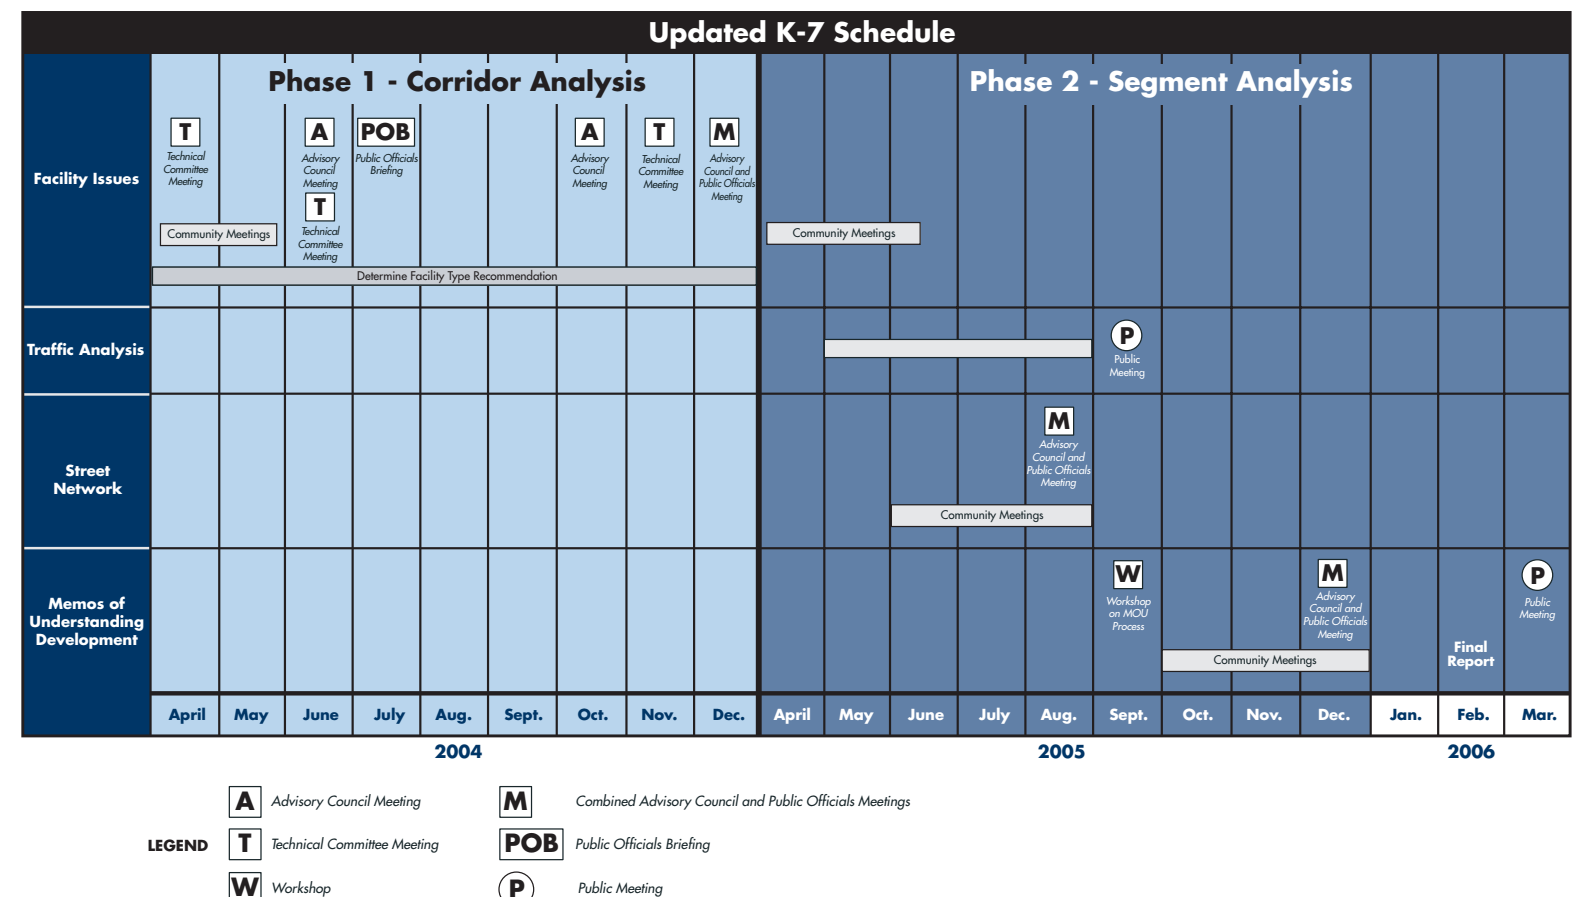 Updated K-7 Schedule
Phase 1 - Corridor Analysis
Phase 2 - Segment Analysis
Facility Issues
T
Technical
Committee
Meeting
A
Advisory
Council
Meeting
T
Technical
Committee
Meeting
POB
Public Officials
Briefing
A
Advisory
Council
Meeting
T
Technical
Committee
Meeting
M
Advisory
Council and
Public Officials
Meeting
Community Meetings
Community Meetings
Determine Facility Type Recommendation
Traffic Analysis
P
Public
Meeting
Street
Network
M
Advisory
Council and
Public Officials
Meeting
Community Meetings
Memos of
Understanding
Development
W
Workshop
on MOU
Process
M
Advisory
Council and
Public Officials
Meeting
P
Public
Meeting
Community Meetings
Final
Report
April May June July Aug. Sept. Oct. Nov. Dec. April May June July Aug. Sept. Oct. Nov. Dec. Jan. Feb. Mar.
2004 2005 2006
LEGEND
A Advisory Council Meeting
M Combined Advisory Council and Public Officials Meetings
T Technical Committee Meeting
POB Public Officials Briefing
W Workshop
P Public Meeting